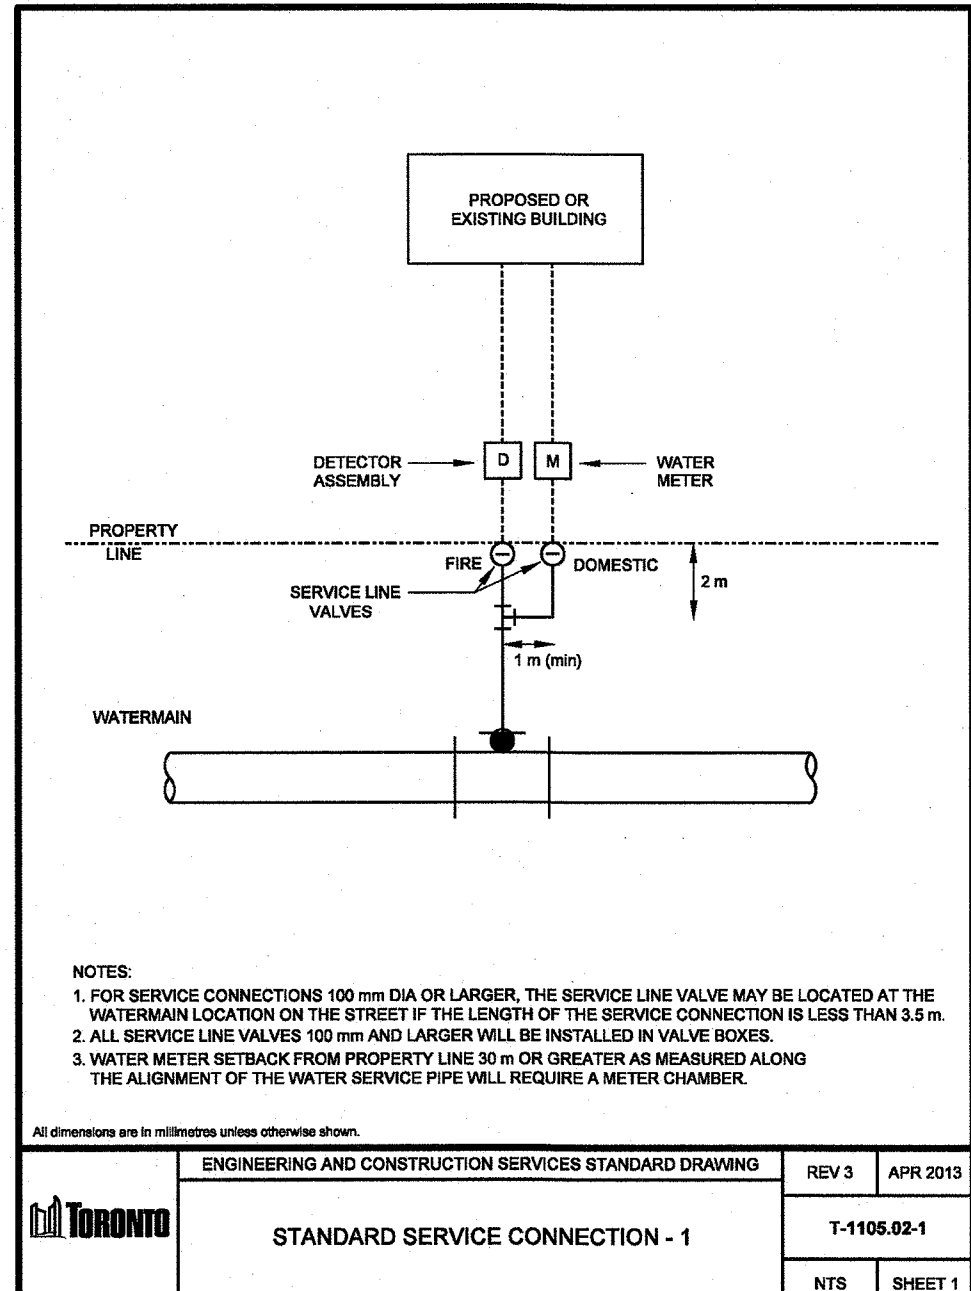 PROPOSED OR
EXISTING BUILDING
DETECTOR
ASSEMBLY
D
M
WATER
METER
PROPERTY
LINE
FIRE
DOMESTIC
SERVICE LINE
VALVES
2 m
1 m (min)
WATERMAIN
NOTES:
1. FOR SERVICE CONNECTIONS 100 mm DIA OR LARGER, THE SERVICE LINE VALVE MAY BE LOCATED AT THE
WATERMAIN LOCATION ON THE STREET IF THE LENGTH OF THE SERVICE CONNECTION IS LESS THAN 3.5 m.
2. ALL SERVICE LINE VALVES 100 mm AND LARGER WILL BE INSTALLED IN VALVE BOXES.
3. WATER METER SETBACK FROM PROPERTY LINE 30 m OR GREATER AS MEASURED ALONG
THE ALIGNMENT OF THE WATER SERVICE PIPE WILL REQUIRE A METER CHAMBER.
All dimensions are in millimetres unless otherwise shown.
TORONTO
ENGINEERING AND CONSTRUCTION SERVICES STANDARD DRAWING
STANDARD SERVICE CONNECTION - 1
REV 3
APR 2013
T-1105.02-1
NTS
SHEET 1